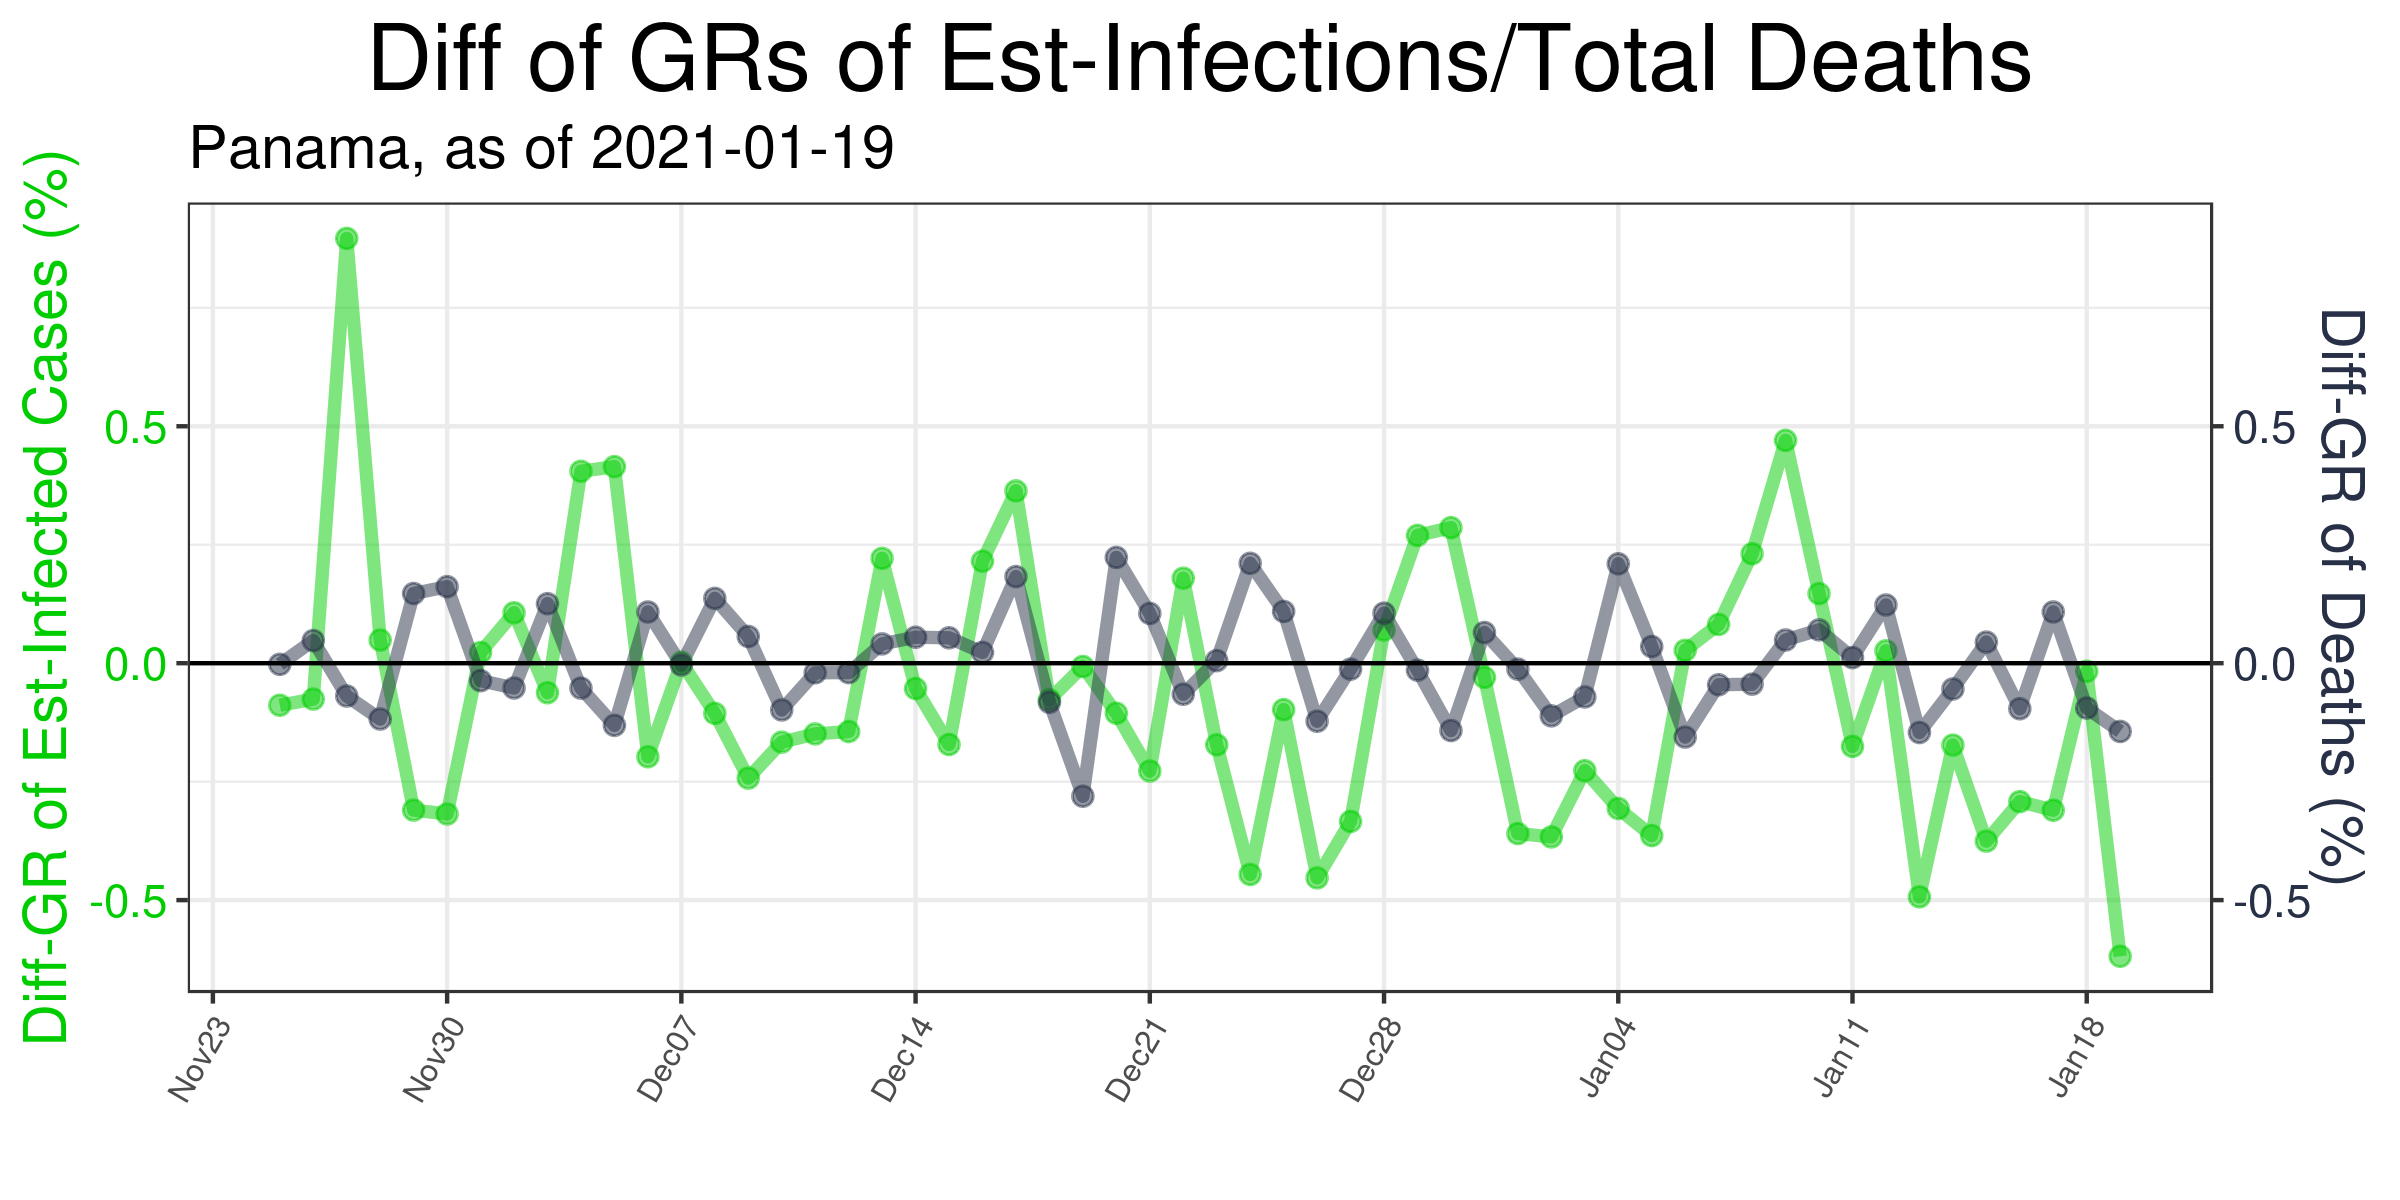 Diff of GRs of Est-Infections/Total Deaths
Panama, as of 2021-01-19
Diff-GR of Est-Infected Cases (%)
0.5
0.0
-0.5
0.5
0.0
-0.5
Diff-GR of Deaths (%)
Nov23
Nov30
Dec07
Dec14
Dec21
Dec28
Jan04
Jan11
Jan18